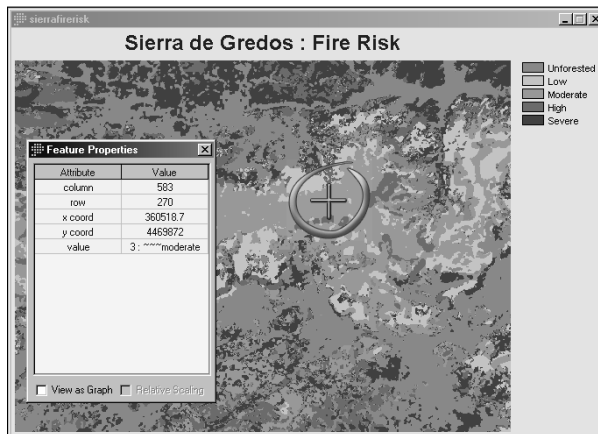 sierrafirerisk
Sierra de Gredos : Fire Risk
Unforested
Low
Moderate
High
Severe
Feature Properties
Attribute Value
column 583
row 270
x coord 360518.7
y coord 4469872
value 3 : ~~~moderate
View as Graph Relative Scaling